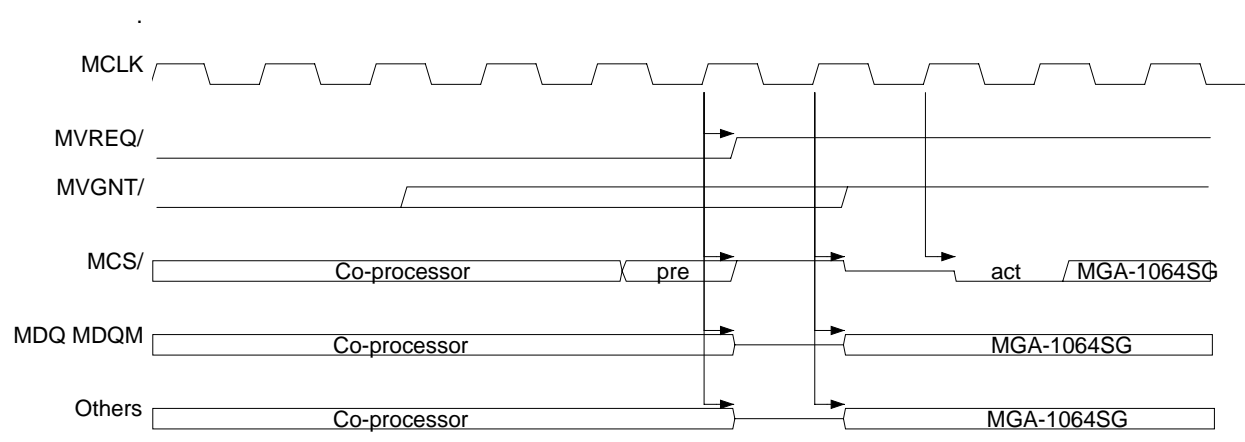 .
MCLK
MVREQ/
MVGNT/
MCS/ Co-processor pre act MGA-1064SG
MDQ MDQM Co-processor MGA-1064SG
Others Co-processor MGA-1064SG